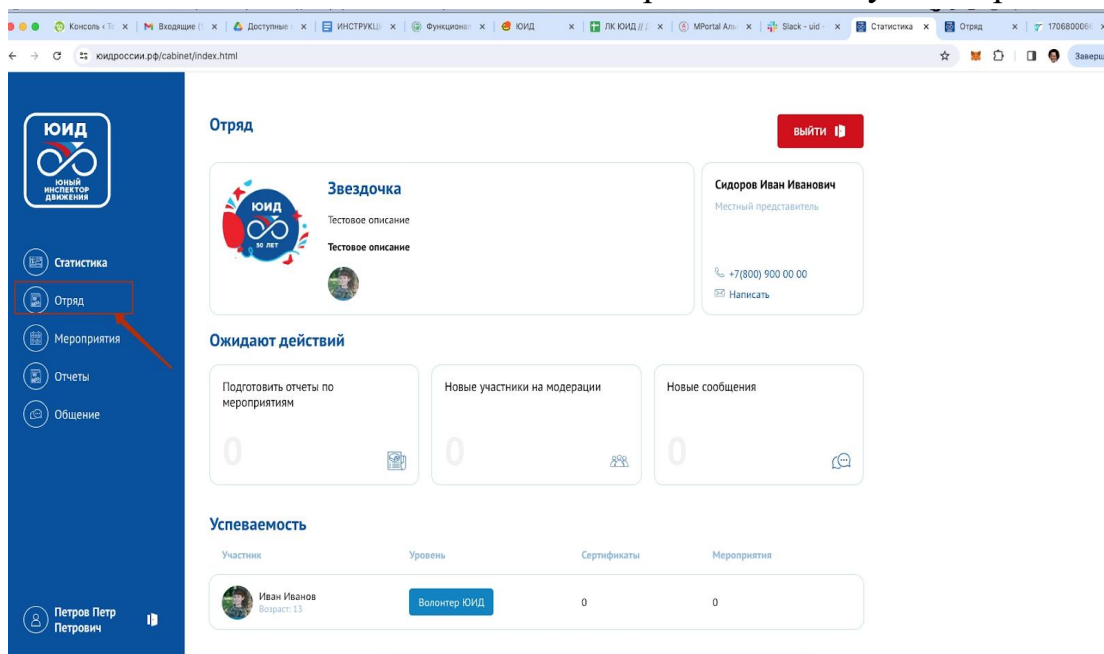 Консоль
Входящие
Доступные
ИНСТРУКЦ
Функционал
ЮИД
ЛК ЮИД //
MPortal
Slack - uid -
Статистика
Отряд
юидроссии.рф/cabinet/index.html
ЮИД
ЮНЫЙ
ИНСПЕКТОР
ДВИЖЕНИЯ
Статистика
Отряд
Мероприятия
Отчеты
Общение
Петров Петр
Петрович
Отряд
ВЫЙТИ
ЮИД
50 ЛЕТ
Звездочка
Тестовое описание
Тестовое описание
Сидоров Иван Иванович
Местный представитель
+7(800) 900 00 00
Написать
Ожидают действий
Подготовить отчеты по
мероприятиям
0
Новые участники на модерации
0
Новые сообщения
0
Успеваемость
Участник Уровень Сертификаты Мероприятия
Иван Иванов
Возраст: 13
Волонтер ЮИД
0
0